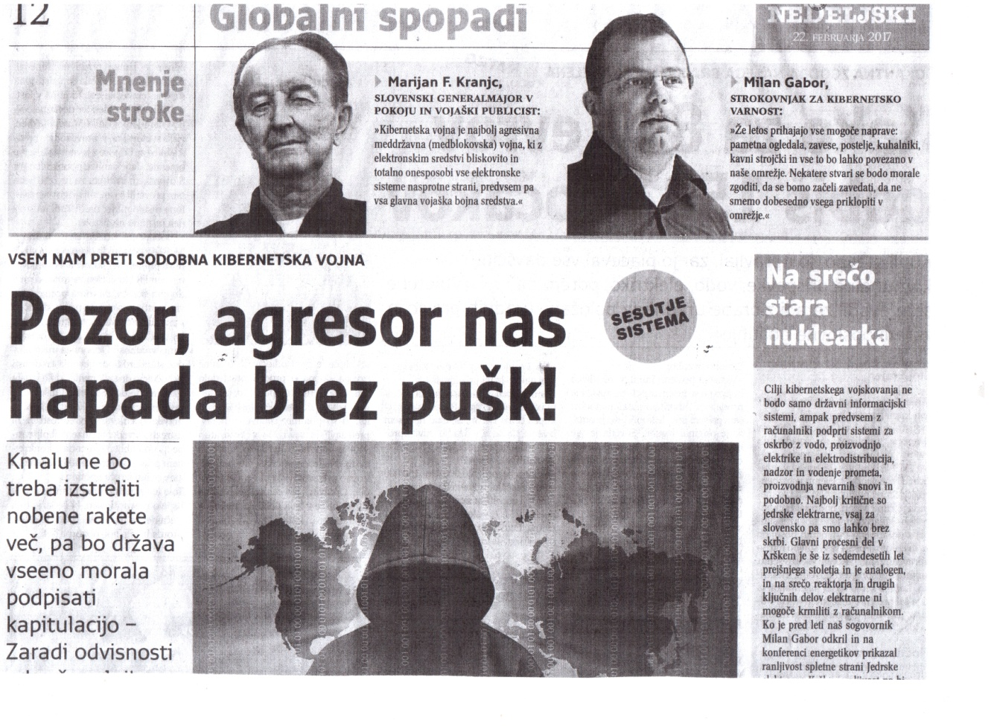 12
Globalni spopadi
NEDELJSKI
22. FEBRUARJA 2017
Mnenje
stroke
Marijan F. Kranjc,
SLOVENSKI GENERALMAJOR V
POKOJU IN VOJAŠKI PUBLICIST:
»Kibernetska vojna je najbolj agresivna
meddržavna (medblokovska) vojna, ki z
elektronskim sredstvi bliskovito in
totalno onesposobi vse elektronske
sisteme nasprotne strani, predvsem pa
vsa glavna vojaška bojna sredstva.«
Milan Gabor,
STROKOVNJAK ZA KIBERNETSKO
VARNOST:
»Že letos prihajajo vse mogoče naprave:
pametna ogledala, zavese, postelje, kuhalniki,
kavni strojčki in vse to bo lahko povezano v
naše omrežje. Nekatere stvari se bodo morale
zgoditi, da se bomo začeli zavedati, da ne
smemo dobesedno vsega priklopiti v
omrežje.«
VSEM NAM PRETI SODOBNA KIBERNETSKA VOJNA
Pozor, agresor nas
napada brez pušk!
SESUTJE
SISTEMA
Kmalu ne bo
treba izstreliti
nobene rakete
več, pa bo država
vseeno morala
podpisati
kapitulacijo –
Zaradi odvisnosti
Na srečo
stara
nuklearka
Cilji kibernetskega vojskovanja ne
bodo samo državni informacijski
sistemi, ampak predvsem z
računalniki podprti sistemi za
oskrbo z vodo, proizvodnjo
elektrike in elektrodistribucija,
nadzor in vodenje prometa,
proizvodnja nevarnih snovi in
podobno. Najbolj kritične so
jedrske elektrarne, vsaj za
slovensko pa smo lahko brez
skrbi. Glavni procesni del v
Krškem je še iz sedemdesetih let
prejšnjega stoletja in je analogen,
in na srečo reaktorja in drugih
ključnih delov elektrarne ni
mogoče krmiliti z računalnikom.
Ko je pred leti naš sogovornik
Milan Gabor odkril in na
konferenci energetikov prikazal
ranljivost spletne strani Jedrske